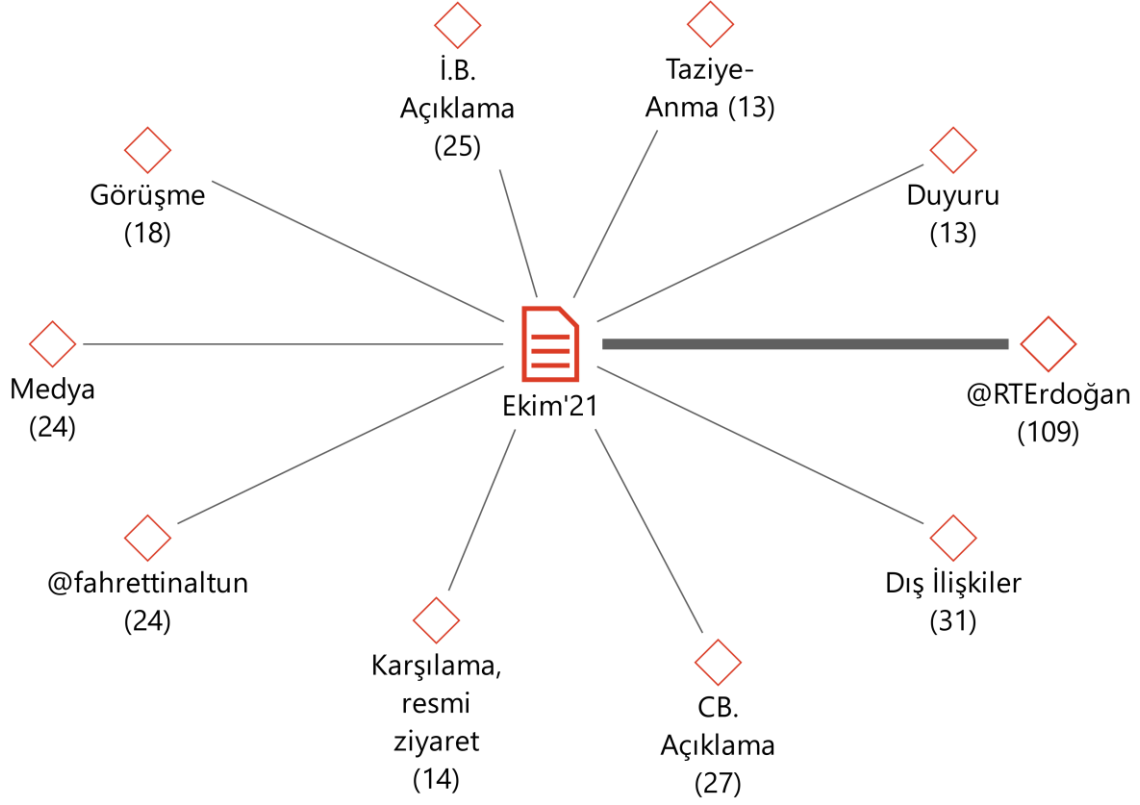 İ.B.
Açıklama
(25)
Taziye-
Anma (13)
Görüşme
(18)
Duyuru
(13)
Medya
(24)
Ekim'21
@RTErdoğan
(109)
@fahrettinaltun
(24)
Dış İlişkiler
(31)
Karşılama,
resmi
ziyaret
(14)
CB.
Açıklama
(27)